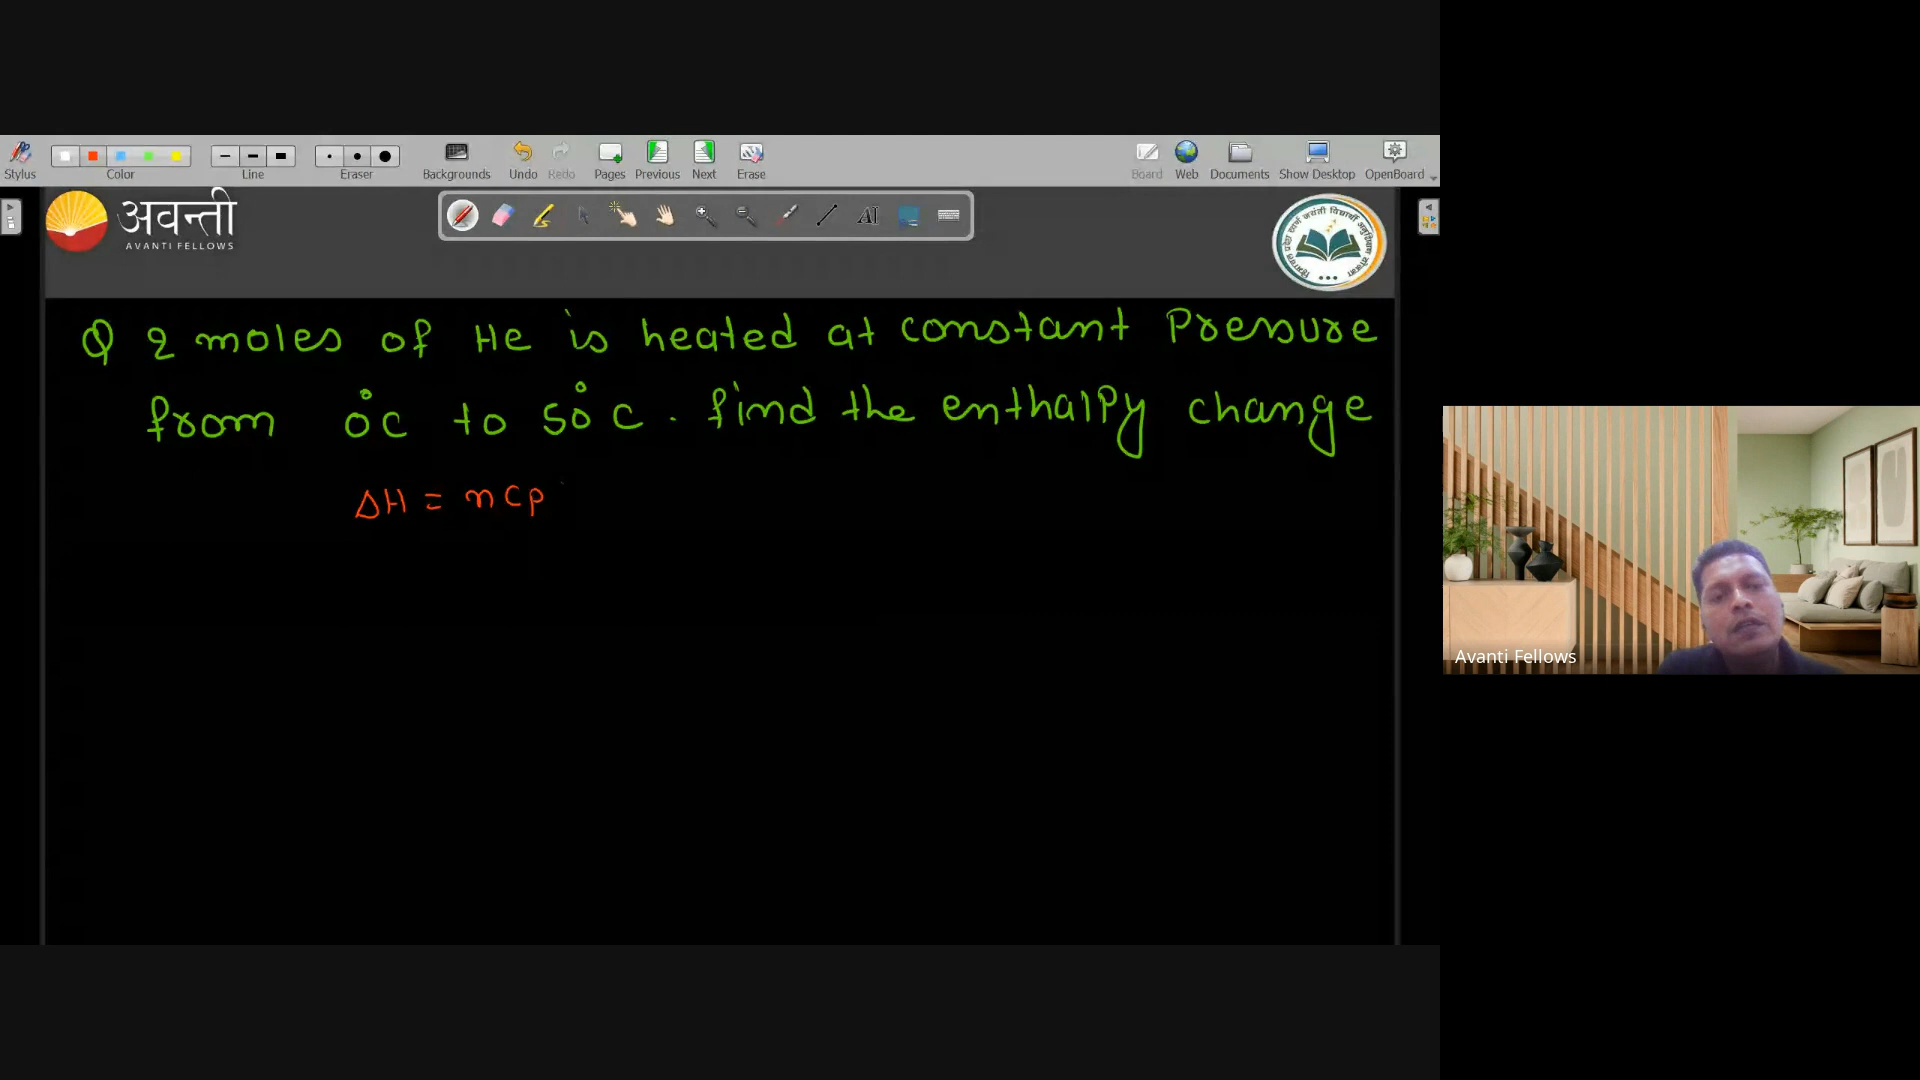 Stylus Color Line Eraser Backgrounds Undo Redo Pages Previous Next Erase Board Web Documents Show Desktop OpenBoard
अवन्ती
AVANTI FELLOWS
Q 2 moles of He is heated at constant Pressure
from 0°C to 50°C. find the enthalpy change
ΔH = nCp
Avanti Fellows